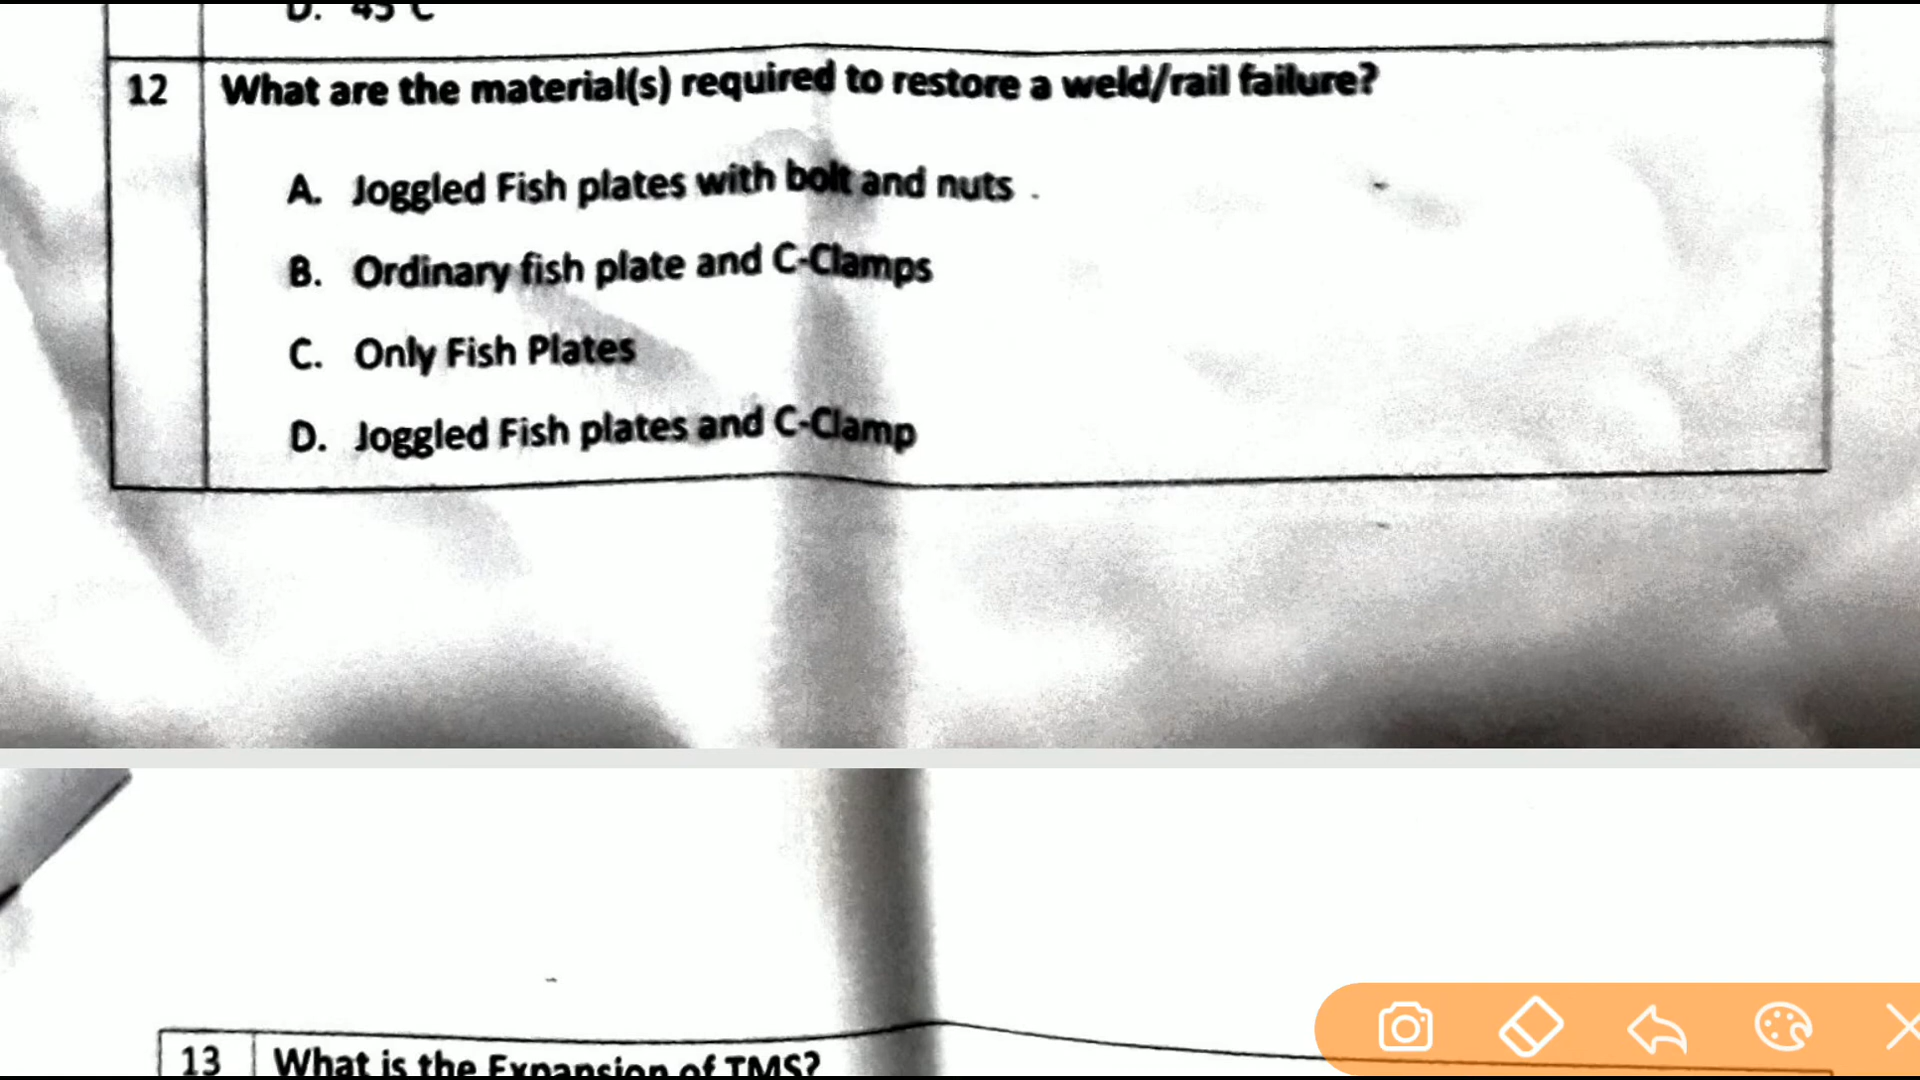 D. 45 C
12 What are the material(s) required to restore a weld/rail failure?
A. Joggled Fish plates with bolt and nuts
B. Ordinary fish plate and C-Clamps
C. Only Fish Plates
D. Joggled Fish plates and C-Clamp
13 What is the Expansion of TMS?